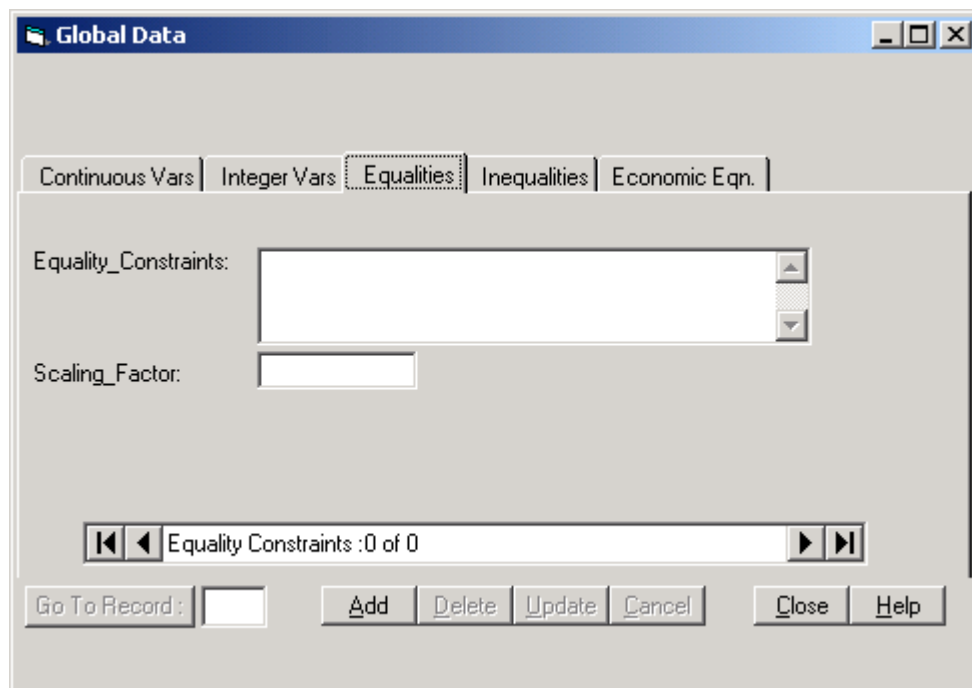 Global Data
Continuous Vars Integer Vars Equalities Inequalities Economic Eqn.
Equality_Constraints:
Scaling_Factor:
Equality Constraints :0 of 0
Go To Record : Add Delete Update Cancel Close Help